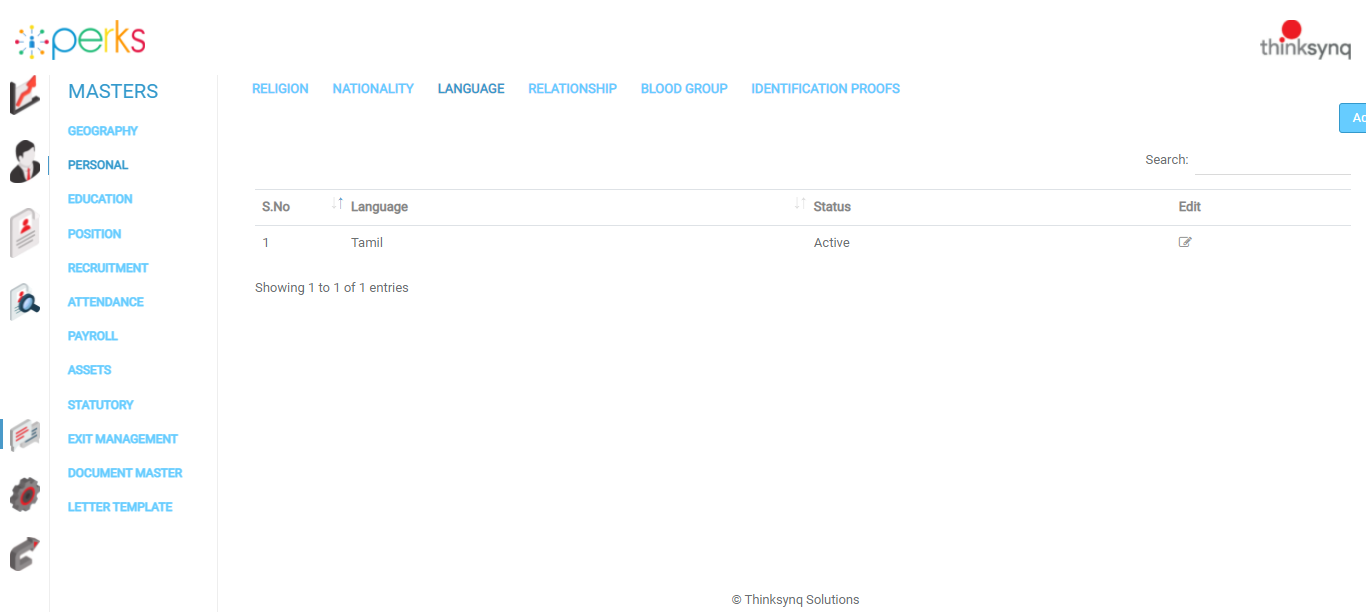 perks
thinksynq
MASTERS
RELIGION NATIONALITY LANGUAGE RELATIONSHIP BLOOD GROUP IDENTIFICATION PROOFS
GEOGRAPHY
PERSONAL
EDUCATION
POSITION
RECRUITMENT
ATTENDANCE
PAYROLL
ASSETS
STATUTORY
EXIT MANAGEMENT
DOCUMENT MASTER
LETTER TEMPLATE
Search:
S.No Language Status Edit
1 Tamil Active
Showing 1 to 1 of 1 entries
© Thinksynq Solutions